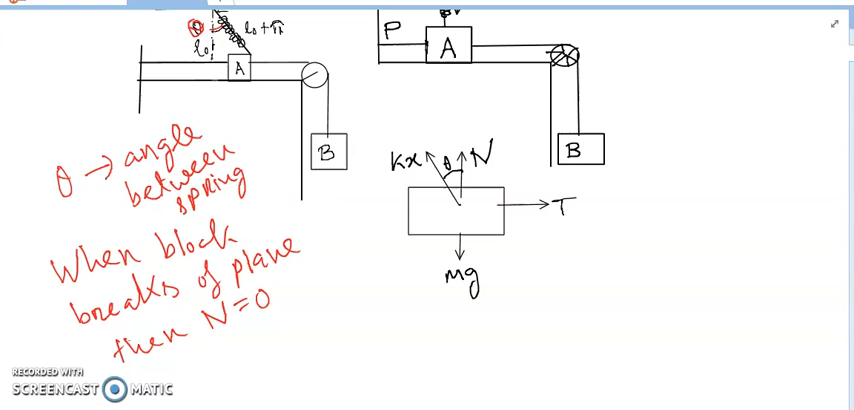 θ
l₀
l₀ + x
A
B
P
A
B
θ → angle
between
spring
When block
breaks of plane
then N = 0
kx
θ
N
T
mg
RECORDED WITH
SCREENCAST MATIC